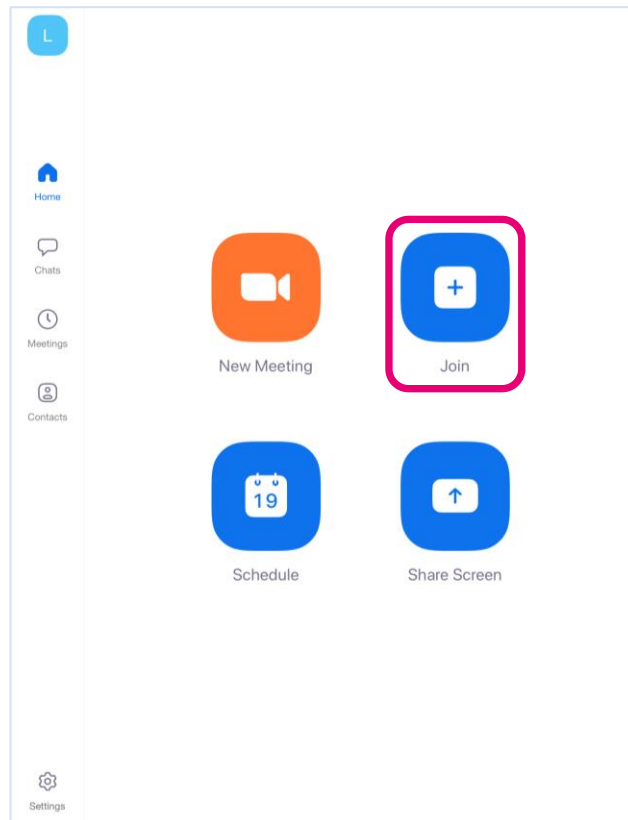 L
Home
Chats
Meetings
Contacts
New Meeting
Join
19
Schedule
Share Screen
Settings